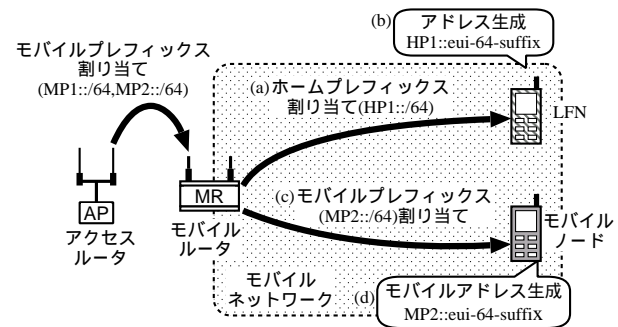 モバイルプレフィックス
割り当て
(MP1::/64,MP2::/64)
(b)
アドレス生成
HP1::eui-64-suffix
(a)ホームプレフィックス
割り当て(HP1::/64)
LFN
MR
モバイル
ルータ
AP
アクセス
ルータ
(c)モバイルプレフィックス
(MP2::/64)割り当て
モバイル
ノード
モバイル
ネットワーク
(d)
モバイルアドレス生成
MP2::eui-64-suffix